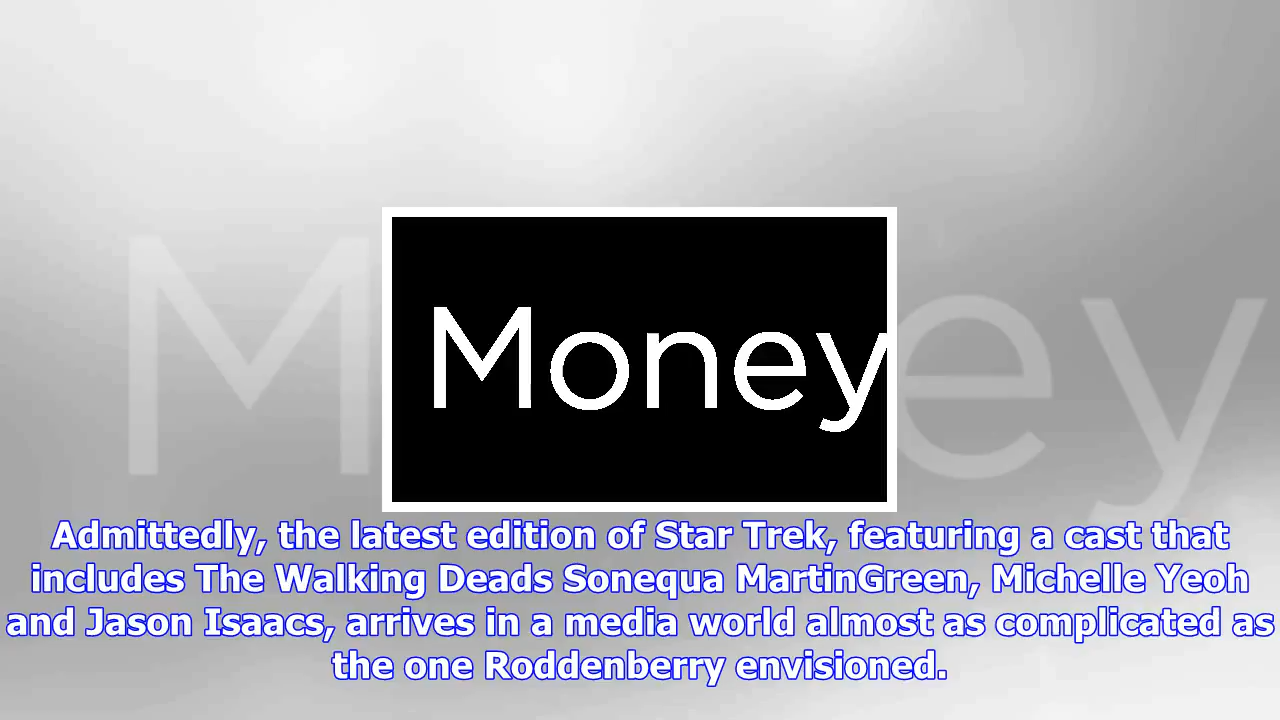 Money
Money
Admittedly, the latest edition of Star Trek, featuring a cast that
includes The Walking Deads Sonequa MartinGreen, Michelle Yeoh
and Jason Isaacs, arrives in a media world almost as complicated as
the one Roddenberry envisioned.